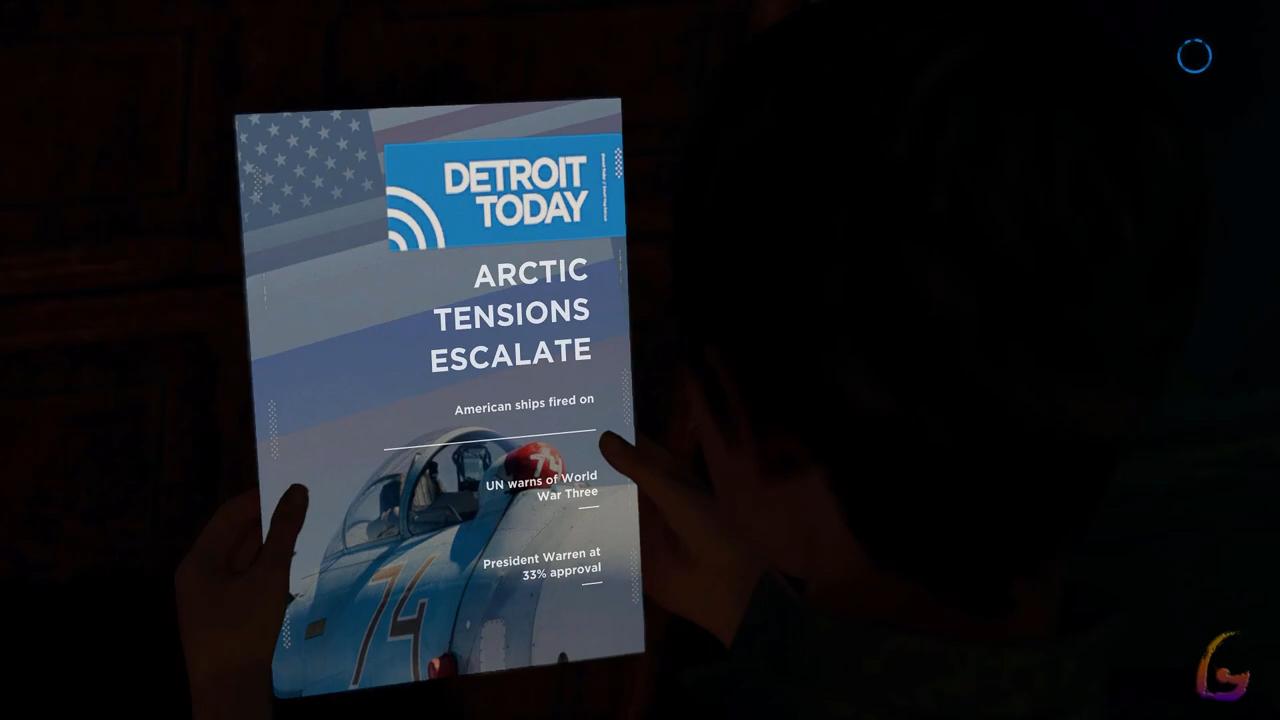 DETROIT
TODAY
ARCTIC
TENSIONS
ESCALATE
American ships fired on
74
UN warns of World
War Three
President Warren at
33% approval
74